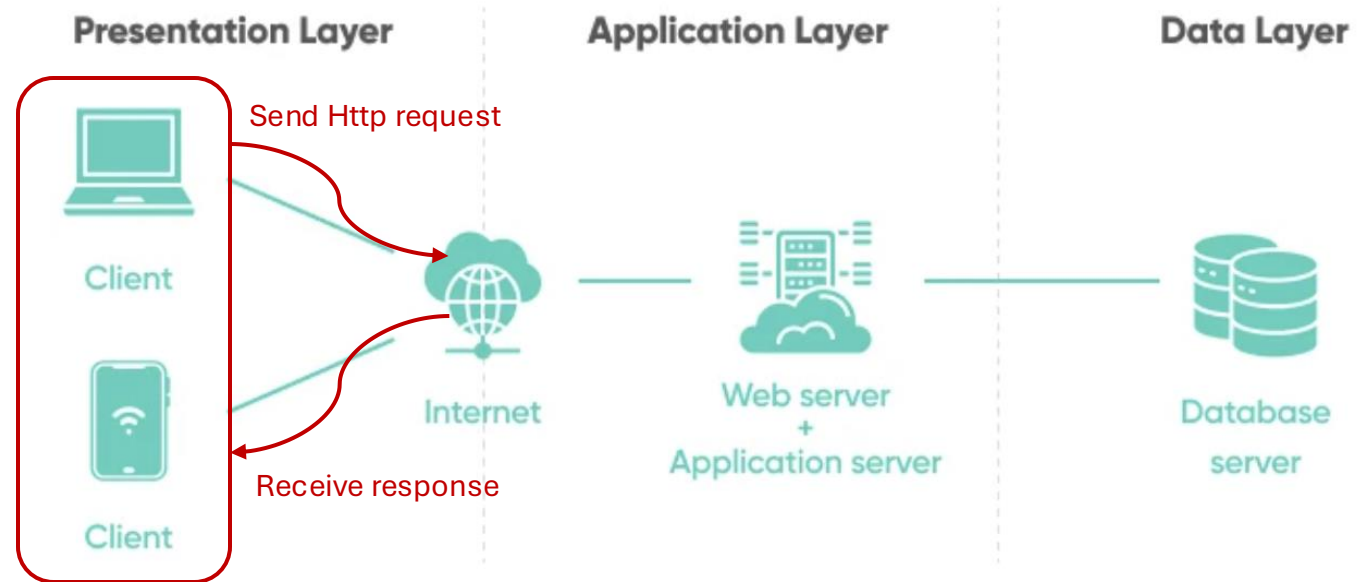 Presentation Layer
Application Layer
Data Layer
Send Http request
Client
Internet
Web server
+
Application server
Database
server
Receive response
Client